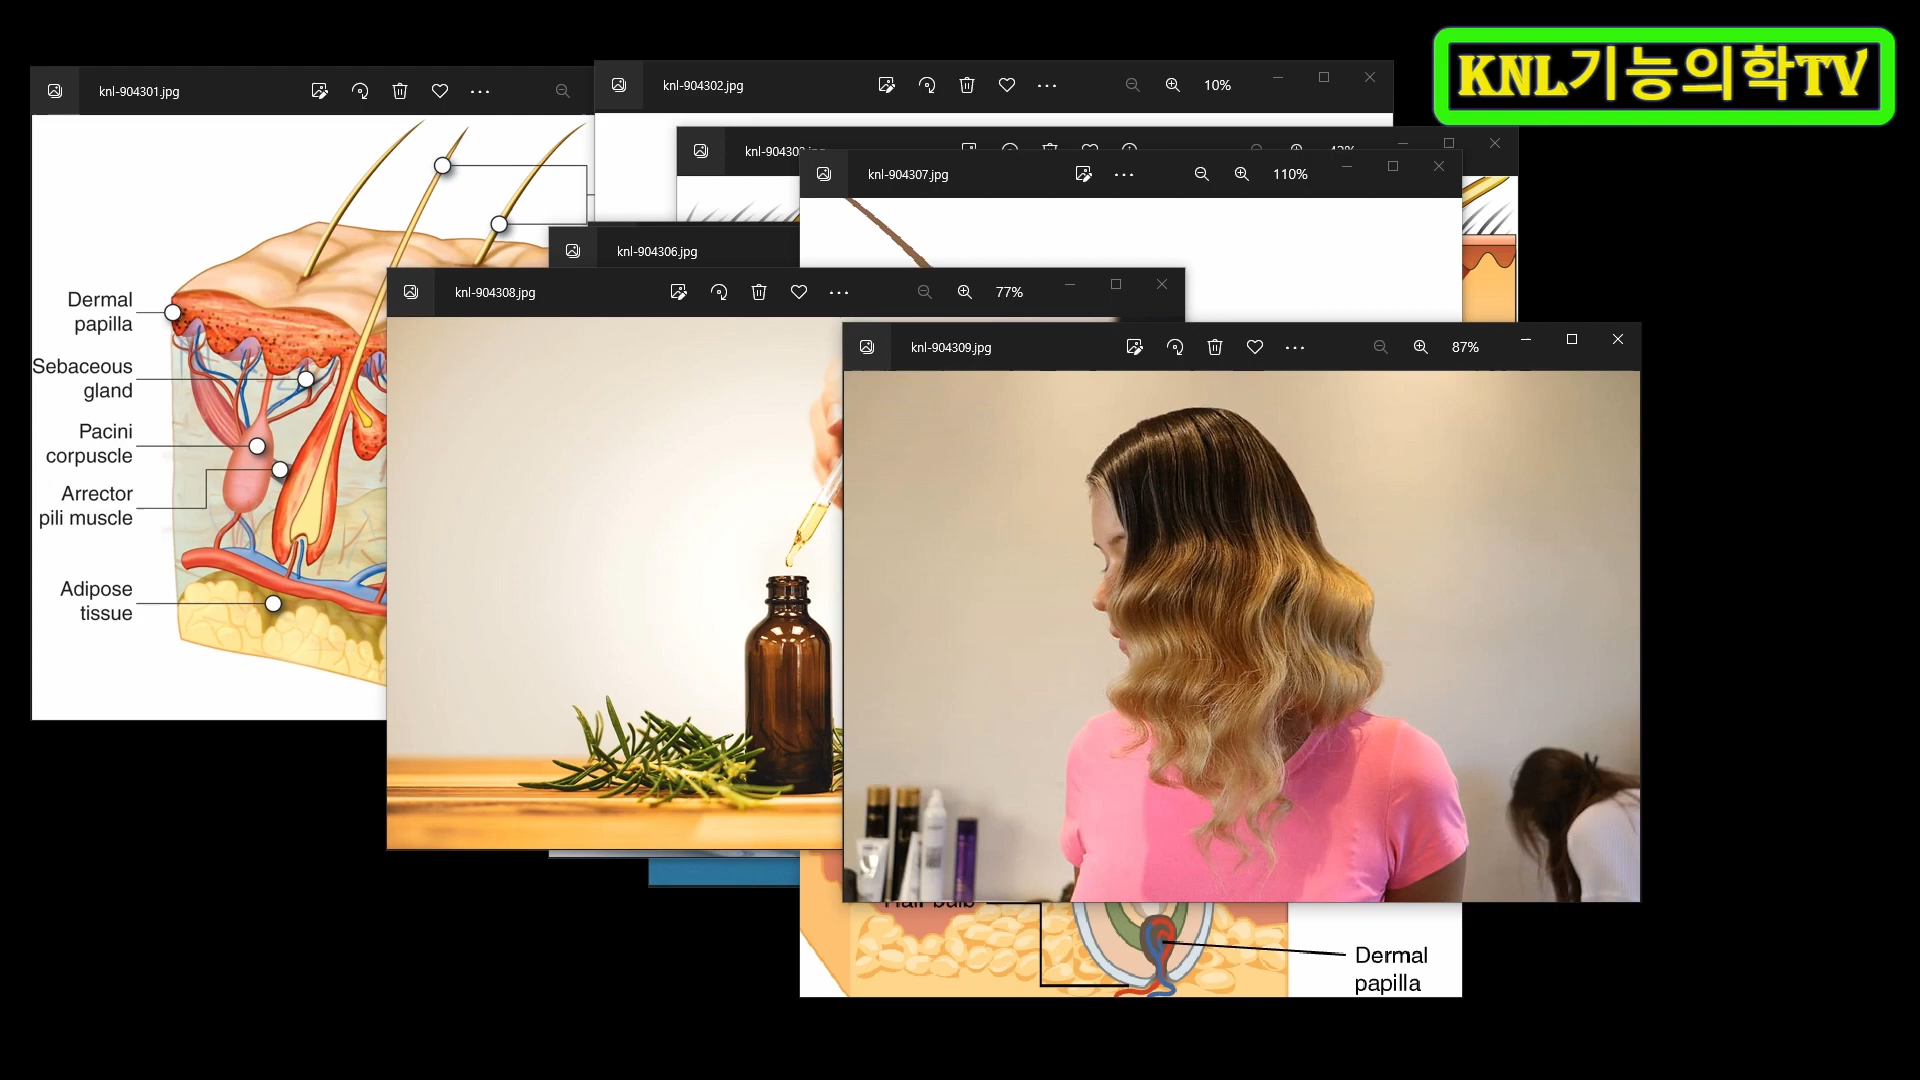 KNL기능의학TV
knl-904301.jpg
knl-904302.jpg
10%
knl-904307.jpg
110%
knl-904306.jpg
knl-904308.jpg
77%
knl-904309.jpg
87%
Dermal
papilla
Sebaceous
gland
Pacini
corpuscle
Arrector
pili muscle
Adipose
tissue
Dermal
papilla